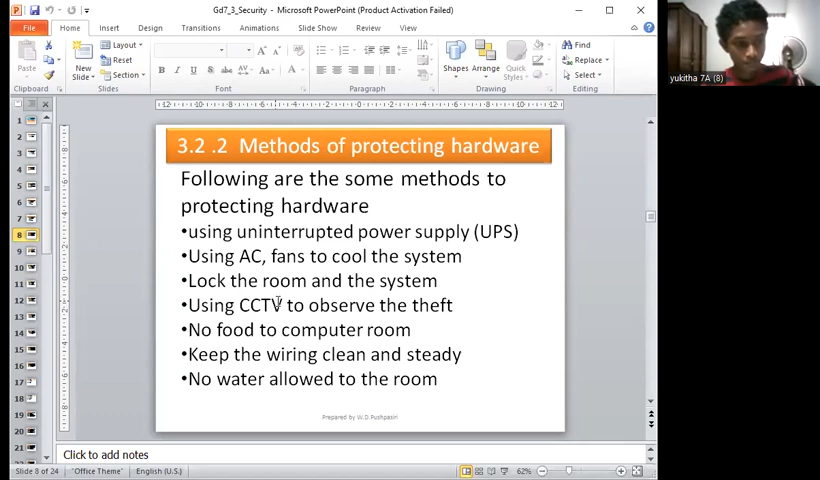 Gd7_3_Security - Microsoft PowerPoint (Product Activation Failed)
File Home Insert Design Transitions Animations Slide Show Review View
Paste
New
Slide
Layout
Reset
Section
Shapes
Arrange
Quick
Styles
Find
Replace
Select
Clipboard Slides Font Paragraph Drawing Editing
yukitha 7A (8)
3.2 .2 Methods of protecting hardware
Following are the some methods to
protecting hardware
•using uninterrupted power supply (UPS)
•Using AC, fans to cool the system
•Lock the room and the system
•Using CCTV to observe the theft
•No food to computer room
•Keep the wiring clean and steady
•No water allowed to the room
Prepared by W.D.Pushpasiri
Click to add notes
Slide 8 of 24 "Office Theme" English (U.S.) 62%